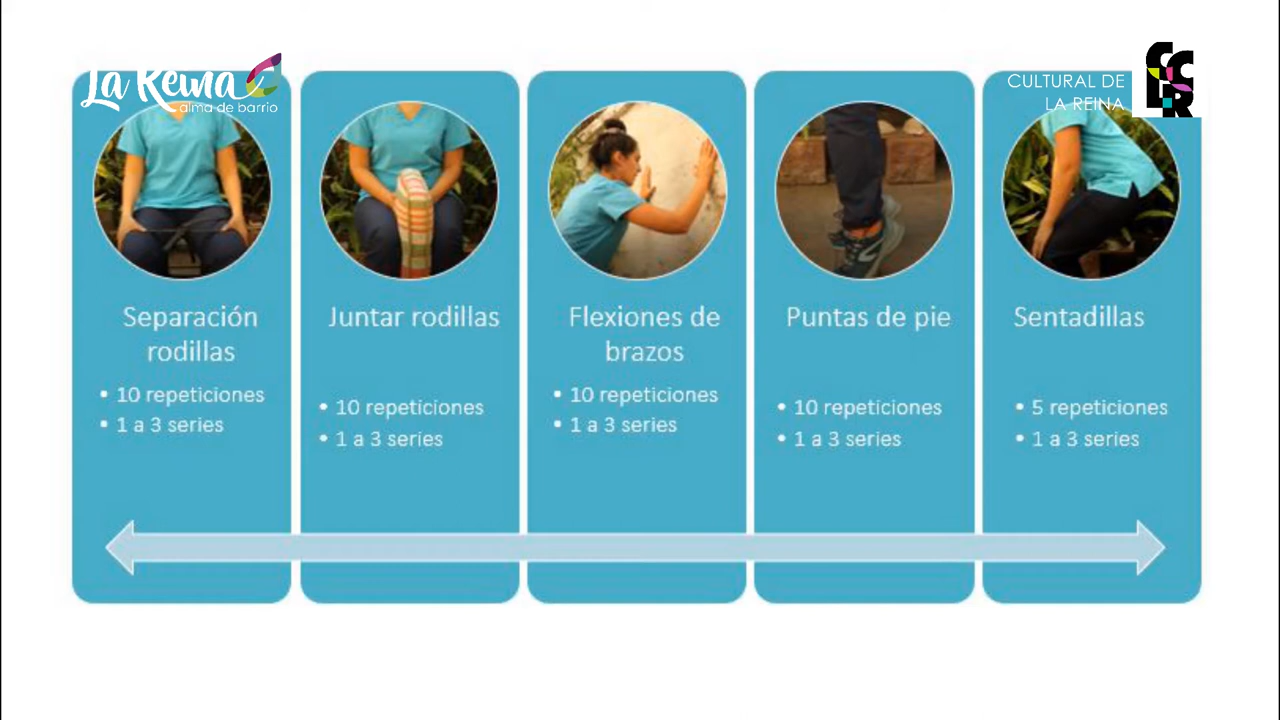 La Reina
alma de barrio
CULTURAL DE
LA REINA
CCLR
Separación
rodillas
• 10 repeticiones
• 1 a 3 series
Juntar rodillas
• 10 repeticiones
• 1 a 3 series
Flexiones de
brazos
• 10 repeticiones
• 1 a 3 series
Puntas de pie
• 10 repeticiones
• 1 a 3 series
Sentadillas
• 5 repeticiones
• 1 a 3 series